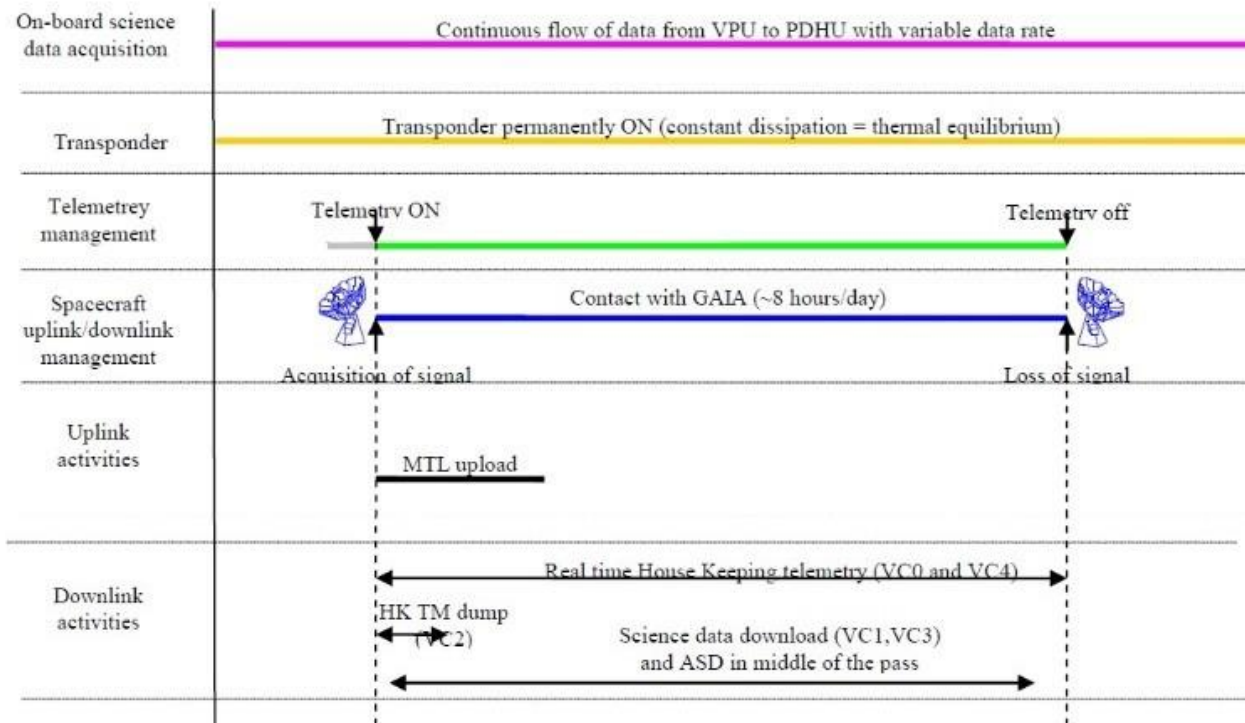 On-board science
data acquisition
Continuous flow of data from VPU to PDHU with variable data rate
Transponder
Transponder permanently ON (constant dissipation = thermal equilibrium)
Telemetrey
management
Telemetry ON
Telemetry off
Spacecraft
uplink/downlink
management
Contact with GAIA (~8 hours/day)
Acquisition of signal
Loss of signal
Uplink
activities
MTL upload
Downlink
activities
Real time House Keeping telemetry (VC0 and VC4)
HK TM dump
(VC2)
Science data download (VC1,VC3)
and ASD in middle of the pass